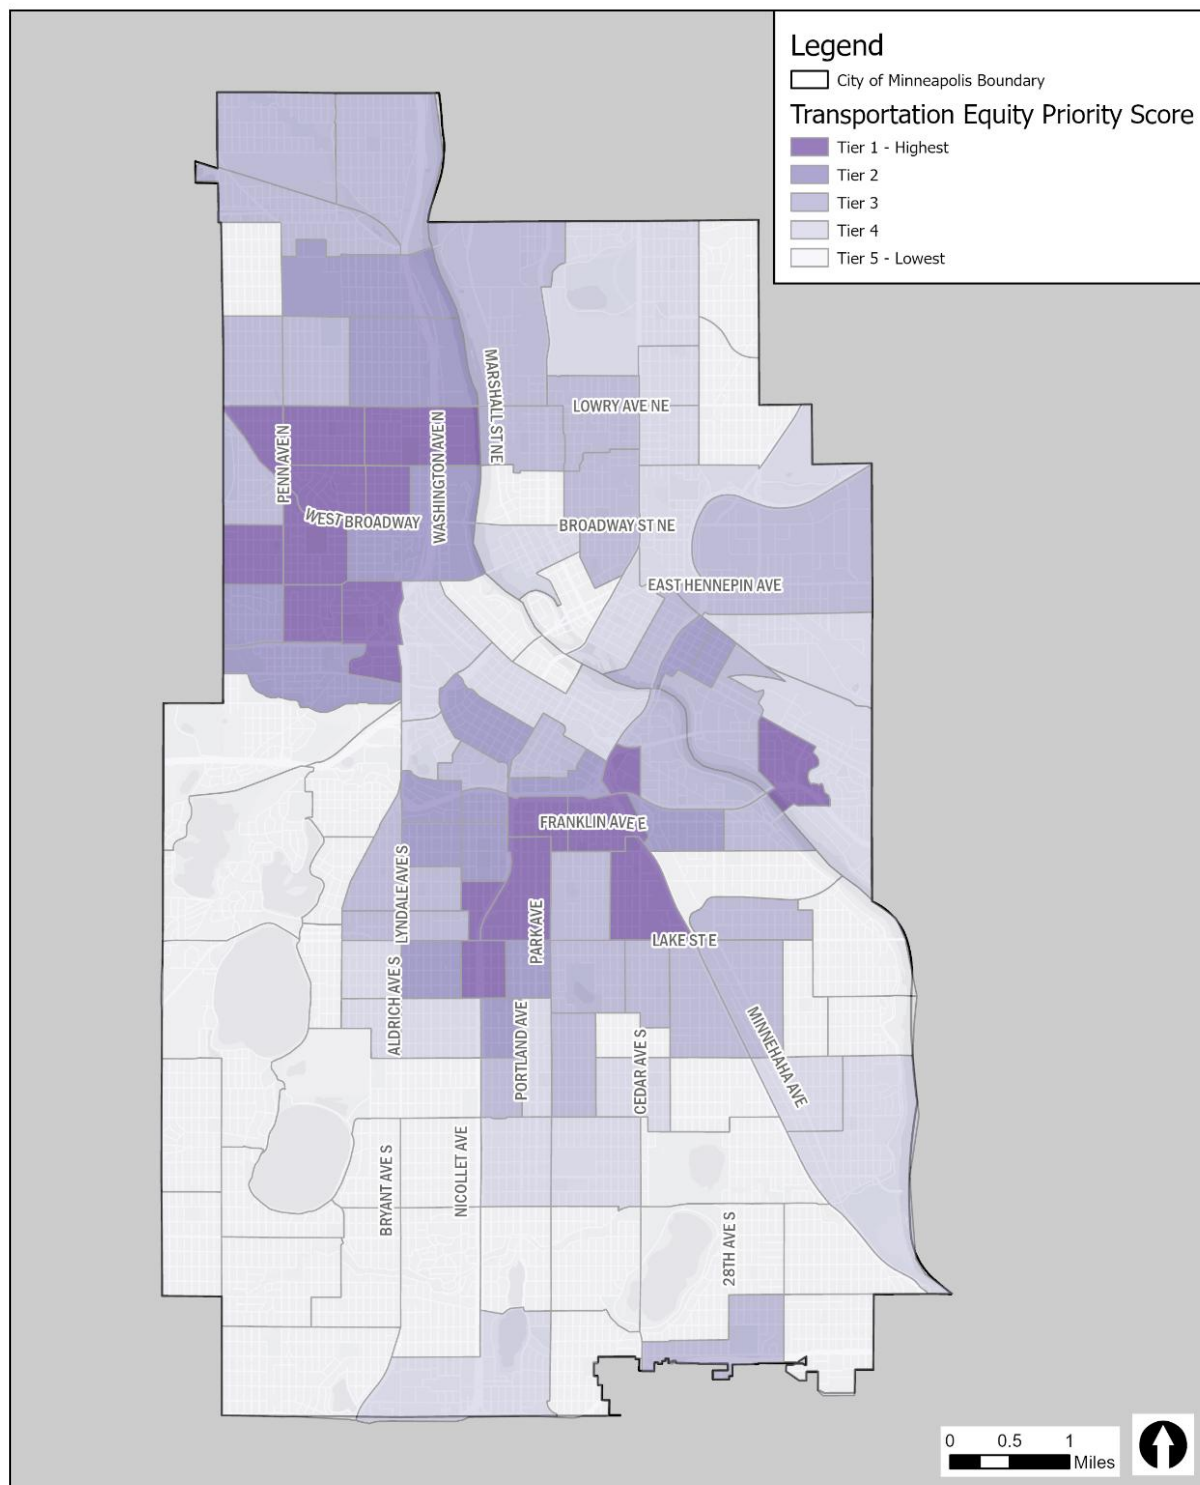 Legend
City of Minneapolis Boundary
Transportation Equity Priority Score
Tier 1 - Highest
Tier 2
Tier 3
Tier 4
Tier 5 - Lowest
MARSHALL ST NE
LOWRY AVE NE
PENN AVE N
WASHINGTON AVE N
WEST BROADWAY
BROADWAY ST NE
EAST HENNEPIN AVE
FRANKLIN AVE E
LYNDALE AVE S
PARK AVE
LAKE ST E
ALDRICH AVE S
PORTLAND AVE
CEDAR AVE S
MINNEHAHA AVE
BRYANT AVE S
NICOLLET AVE
28TH AVE S
0 0.5 1
Miles